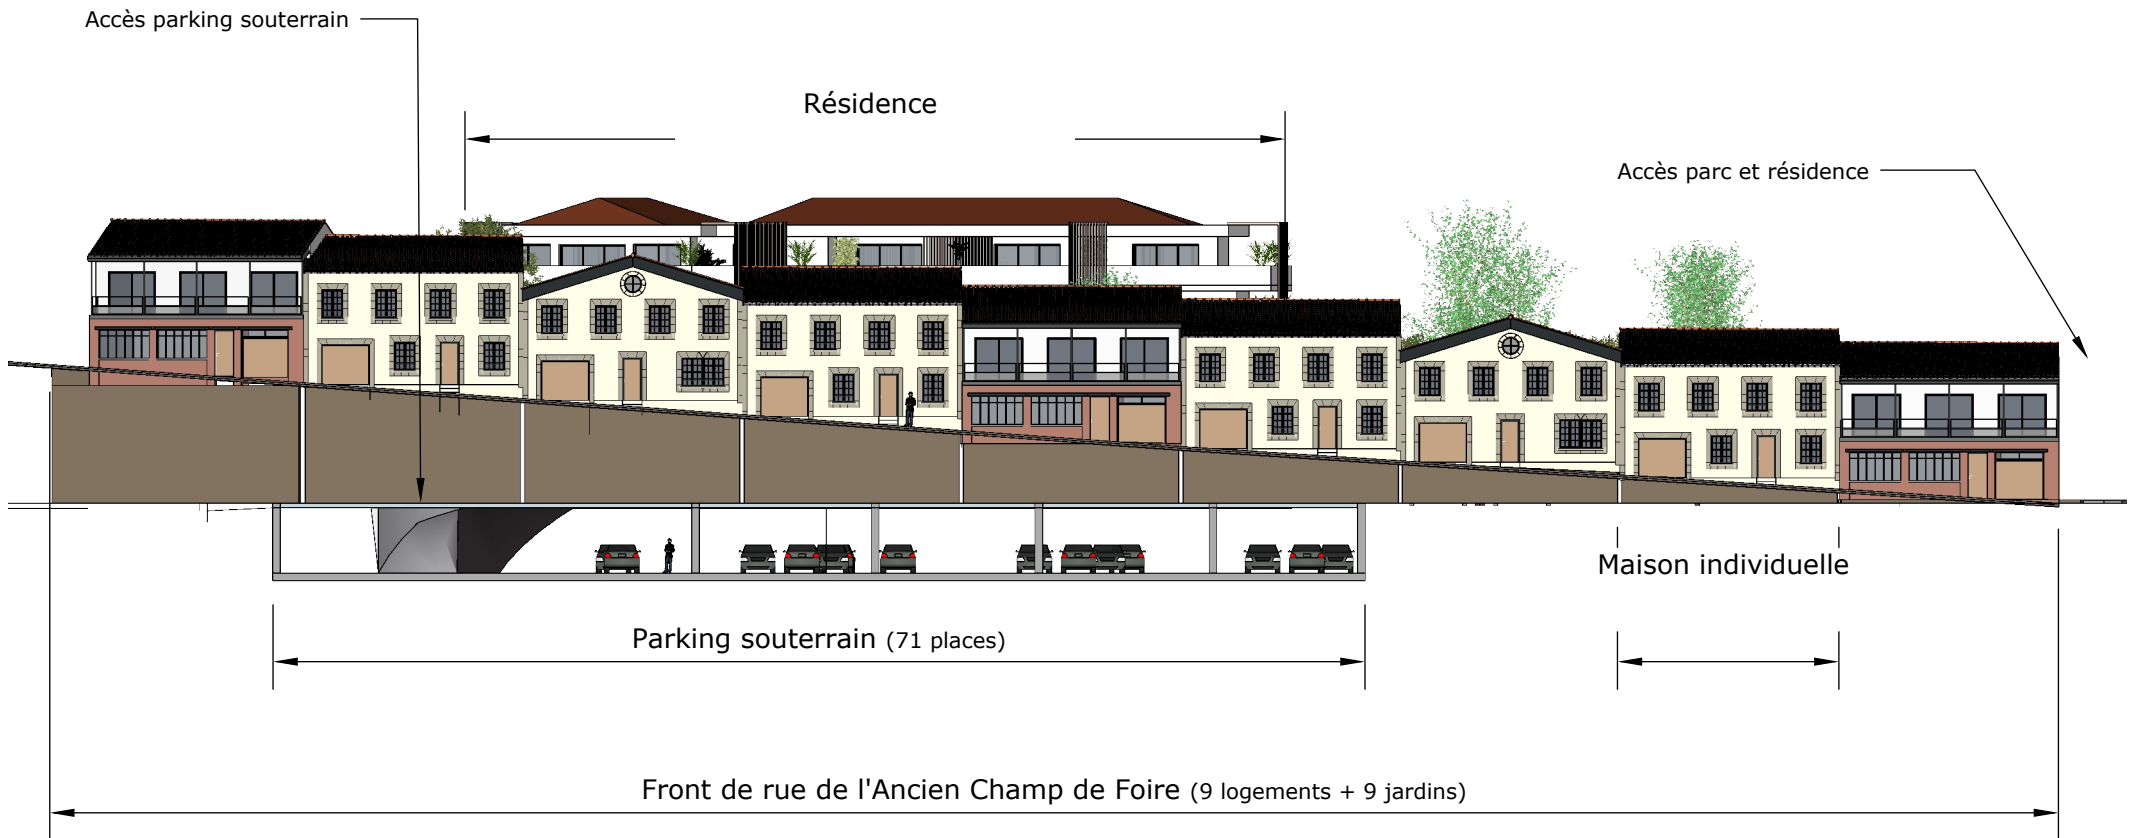 Accès parking souterrain
Résidence
Accès parc et résidence
Maison individuelle
Parking souterrain (71 places)
Front de rue de l'Ancien Champ de Foire (9 logements + 9 jardins)